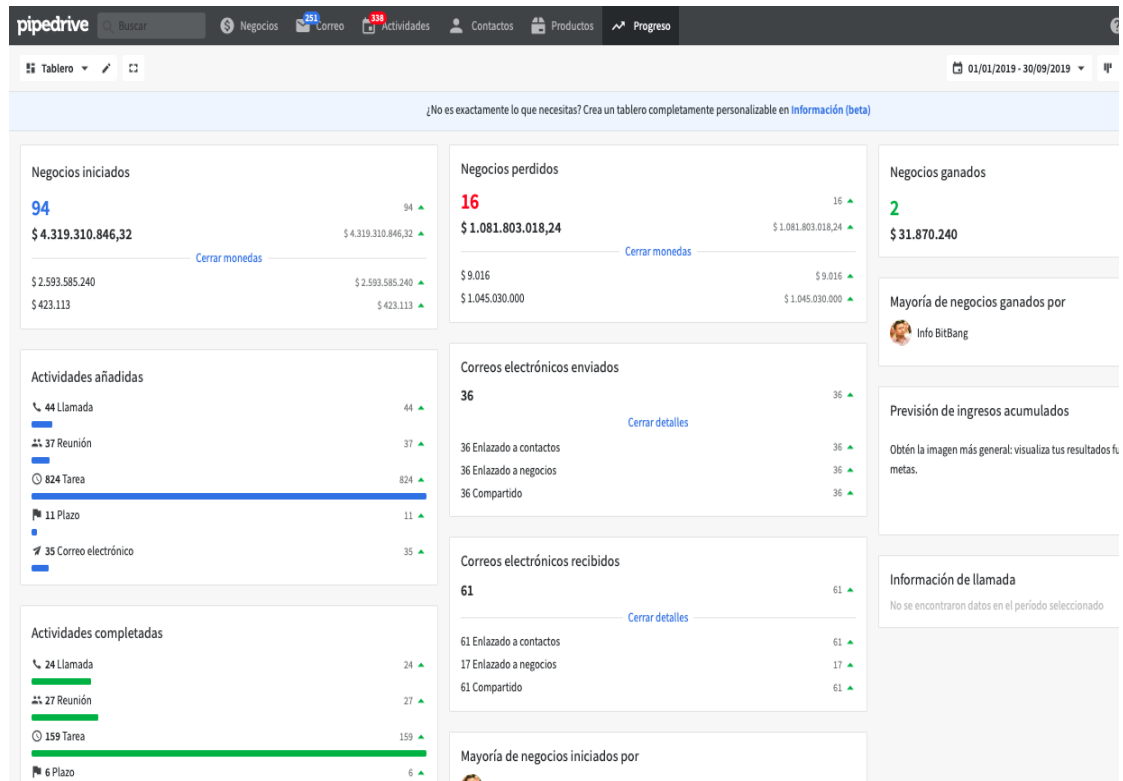 pipedrive Buscar Negocios 251 Correo 338 Actividades Contactos Productos Progreso
Tablero 01/01/2019 - 30/09/2019
¿No es exactamente lo que necesitas? Crea un tablero completamente personalizable en Información (beta)
Negocios iniciados
94 94
$ 4.319.310.846,32 $ 4.319.310.846,32
Cerrar monedas
$ 2.593.585.240 $ 2.593.585.240
$ 423.113 $ 423.113
Actividades añadidas
44 Llamada 44
37 Reunión 37
824 Tarea 824
11 Plazo 11
35 Correo electrónico 35
Actividades completadas
24 Llamada 24
27 Reunión 27
159 Tarea 159
6 Plazo 6
Negocios perdidos
16 16
$ 1.081.803.018,24 $ 1.081.803.018,24
Cerrar monedas
$ 9.016 $ 9.016
$ 1.045.030.000 $ 1.045.030.000
Correos electrónicos enviados
36 36
Cerrar detalles
36 Enlazado a contactos 36
36 Enlazado a negocios 36
36 Compartido 36
Correos electrónicos recibidos
61 61
Cerrar detalles
61 Enlazado a contactos 61
17 Enlazado a negocios 17
61 Compartido 61
Mayoría de negocios iniciados por
Negocios ganados
2
$ 31.870.240
Mayoría de negocios ganados por
Info BitBang
Previsión de ingresos acumulados
Obtén la imagen más general: visualiza tus resultados
metas.
Información de llamada
No se encontraron datos en el período seleccionado